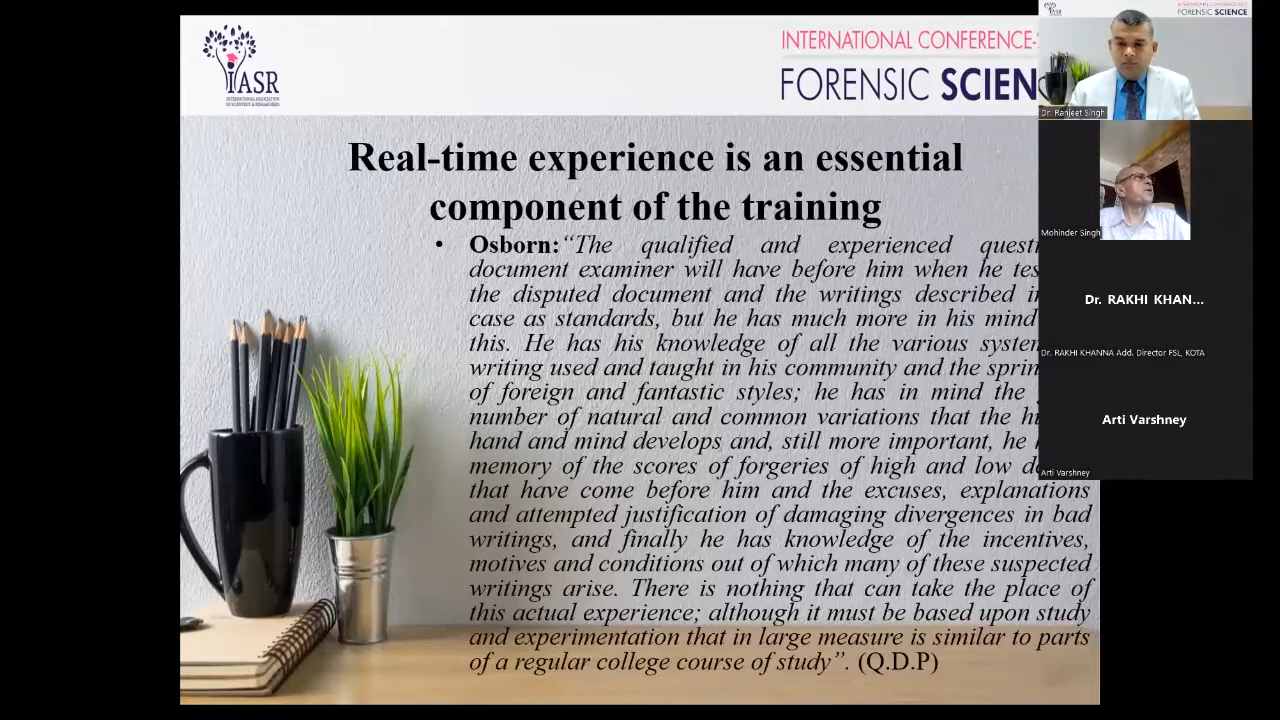 IASR
INTERNATIONAL ASSOCIATION
OF SCIENTISTS & RESEARCHERS
INTERNATIONAL CONFERENCE-
FORENSIC SCIEN
Real-time experience is an essential
component of the training
• Osborn:“The qualified and experienced
document examiner will have before him when he
the disputed document and the writings described
case as standards, but he has much more in his mind
this. He has his knowledge of all the various
writing used and taught in his community and the
of foreign and fantastic styles; he has in mind the
number of natural and common variations that the
hand and mind develops and, still more important, he
memory of the scores of forgeries of high and low
that have come before him and the excuses, explanations
and attempted justification of damaging divergences in bad
writings, and finally he has knowledge of the incentives,
motives and conditions out of which many of these suspected
writings arise. There is nothing that can take the place of
this actual experience; although it must be based upon study
and experimentation that in large measure is similar to parts
of a regular college course of study”. (Q.D.P)
IASR
FORENSIC SCIENCE
Dr. Ranjeet Singh
Mohinder Singh
Dr. RAKHI KHAN...
Dr. RAKHI KHANNA Add. Director FSL, KOTA
Arti Varshney
Arti Varshney